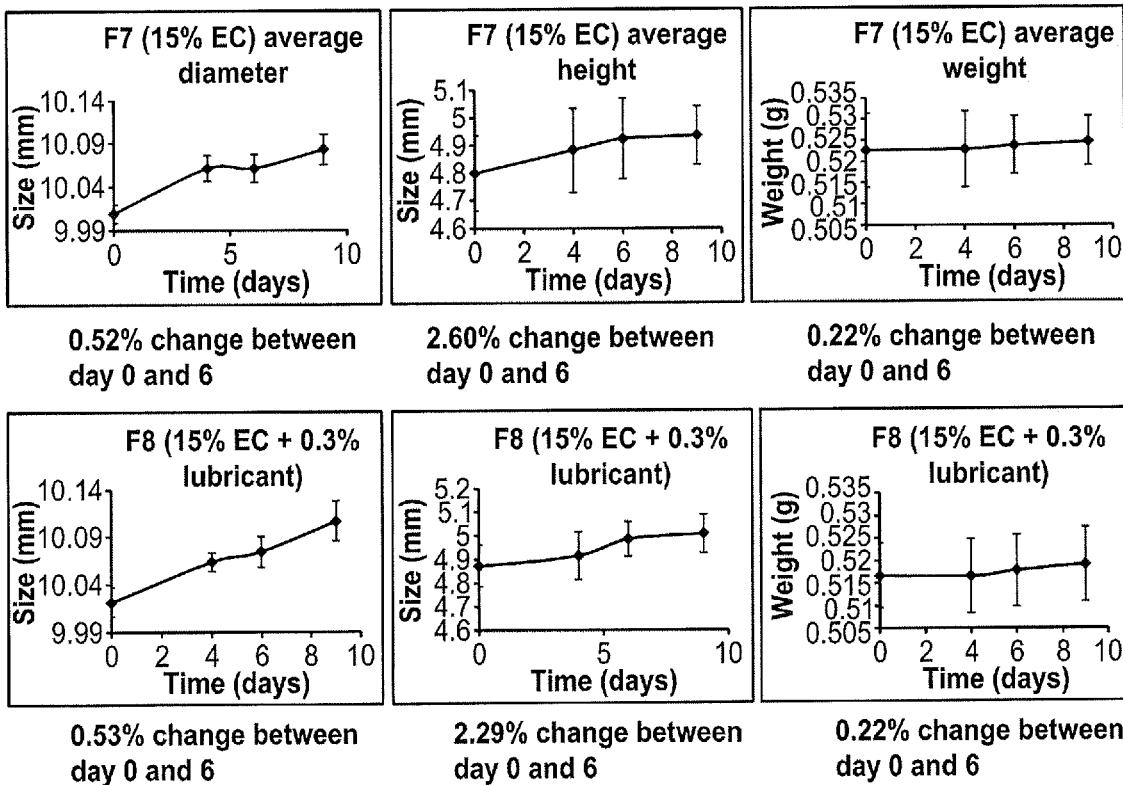 F7 (15% EC) average
diameter
Size (mm)
10.14
10.09
10.04
9.99
0
5
10
Time (days)
0.52% change between
day 0 and 6
F7 (15% EC) average
height
Size (mm)
5.1
5
4.9
4.8
4.7
4.6
0
2
4
6
8
10
Time (days)
2.60% change between
day 0 and 6
F7 (15% EC) average
weight
Weight (g)
0.535
0.53
0.525
0.52
0.515
0.51
0.505
0
2
4
6
8
10
Time (days)
0.22% change between
day 0 and 6
F8 (15% EC + 0.3%
lubricant)
Size (mm)
10.14
10.09
10.04
9.99
0
2
4
6
8
10
Time (days)
0.53% change between
day 0 and 6
F8 (15% EC + 0.3%
lubricant)
Size (mm)
5.2
5.1
5
4.9
4.8
4.7
4.6
0
5
10
Time (days)
2.29% change between
day 0 and 6
F8 (15% EC + 0.3%
lubricant)
Weight (g)
0.535
0.53
0.525
0.52
0.515
0.51
0.505
0
2
4
6
8
10
Time (days)
0.22% change between
day 0 and 6